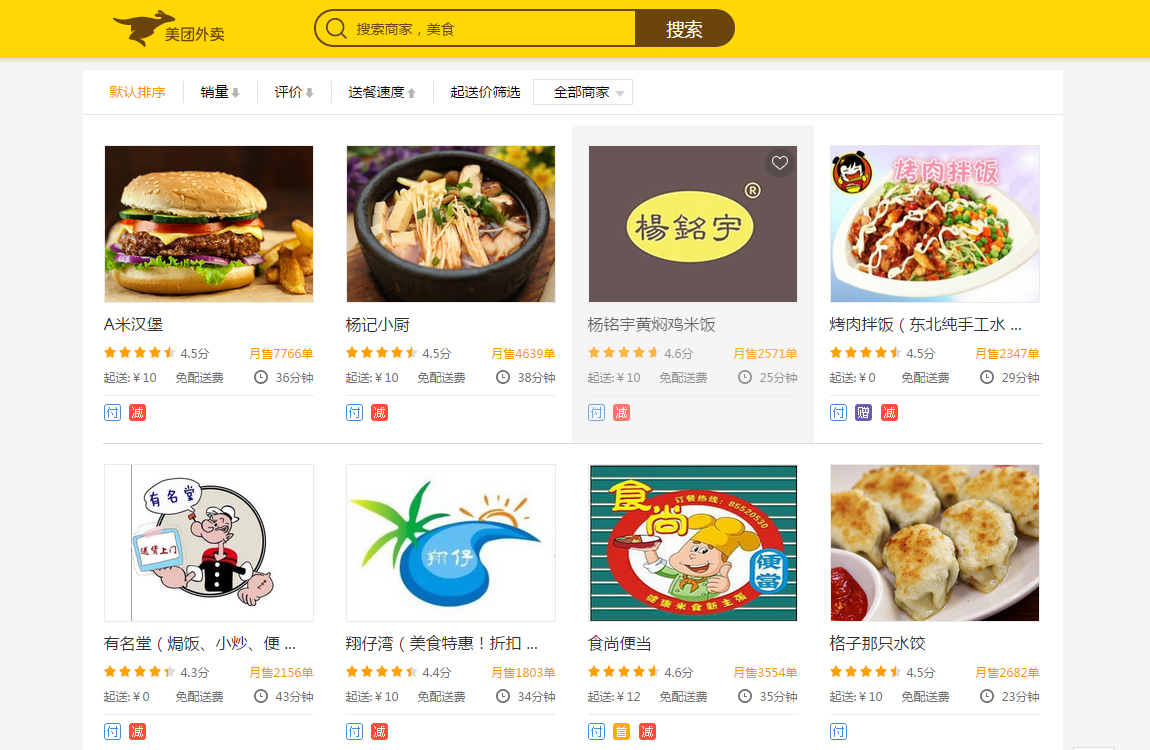 美团外卖
搜索商家，美食
搜索
默认排序 销量 评价 送餐速度 起送价筛选 全部商家
楊銘宇 ®
烤肉拌饭
A米汉堡 杨记小厨 杨铭宇黄焖鸡米饭 烤肉拌饭（东北纯手工水 ...
4.5分 月售7766单 4.5分 月售4639单 4.6分 月售2571单 4.5分 月售2347单
起送:￥10 免配送费 36分钟 起送:￥10 免配送费 38分钟 起送:￥10 免配送费 25分钟 起送:￥0 免配送费 29分钟
付 减 付 减 付 减 付 赠 减
有名堂
送货上门
翔仔
食尚
订餐热线：85520530
便當
健康米食新主張
有名堂（焗饭、小炒、便 ... 翔仔湾（美食特惠！折扣 ... 食尚便当 格子那只水饺
4.3分 月售2156单 4.4分 月售1803单 4.6分 月售3554单 4.5分 月售2682单
起送:￥0 免配送费 43分钟 起送:￥10 免配送费 34分钟 起送:￥12 免配送费 35分钟 起送:￥10 免配送费 23分钟
付 减 付 减 付 首 减 付